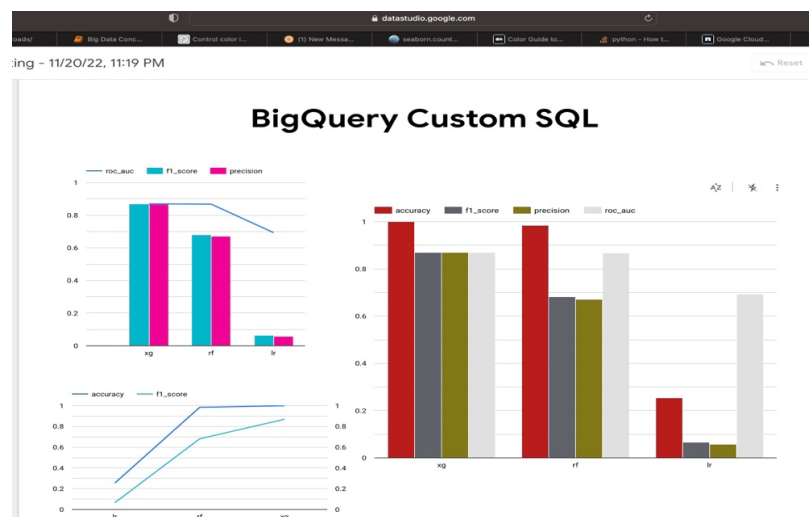 datastudio.google.com
oads/ Big Data Conc... Control color i... (1) New Messa... seaborn.count... Color Guide to... python - How t... Google Cloud...
ing - 11/20/22, 11:19 PM Reset
BigQuery Custom SQL
roc_auc f1_score precision
1
0.8
0.6
0.4
0.2
0
xg rf lr
accuracy f1_score precision roc_auc
1
0.8
0.6
0.4
0.2
0
xg rf lr
accuracy f1_score
1 1
0.8 0.8
0.6 0.6
0.4 0.4
0.2 0.2
0 0
lr rf xg